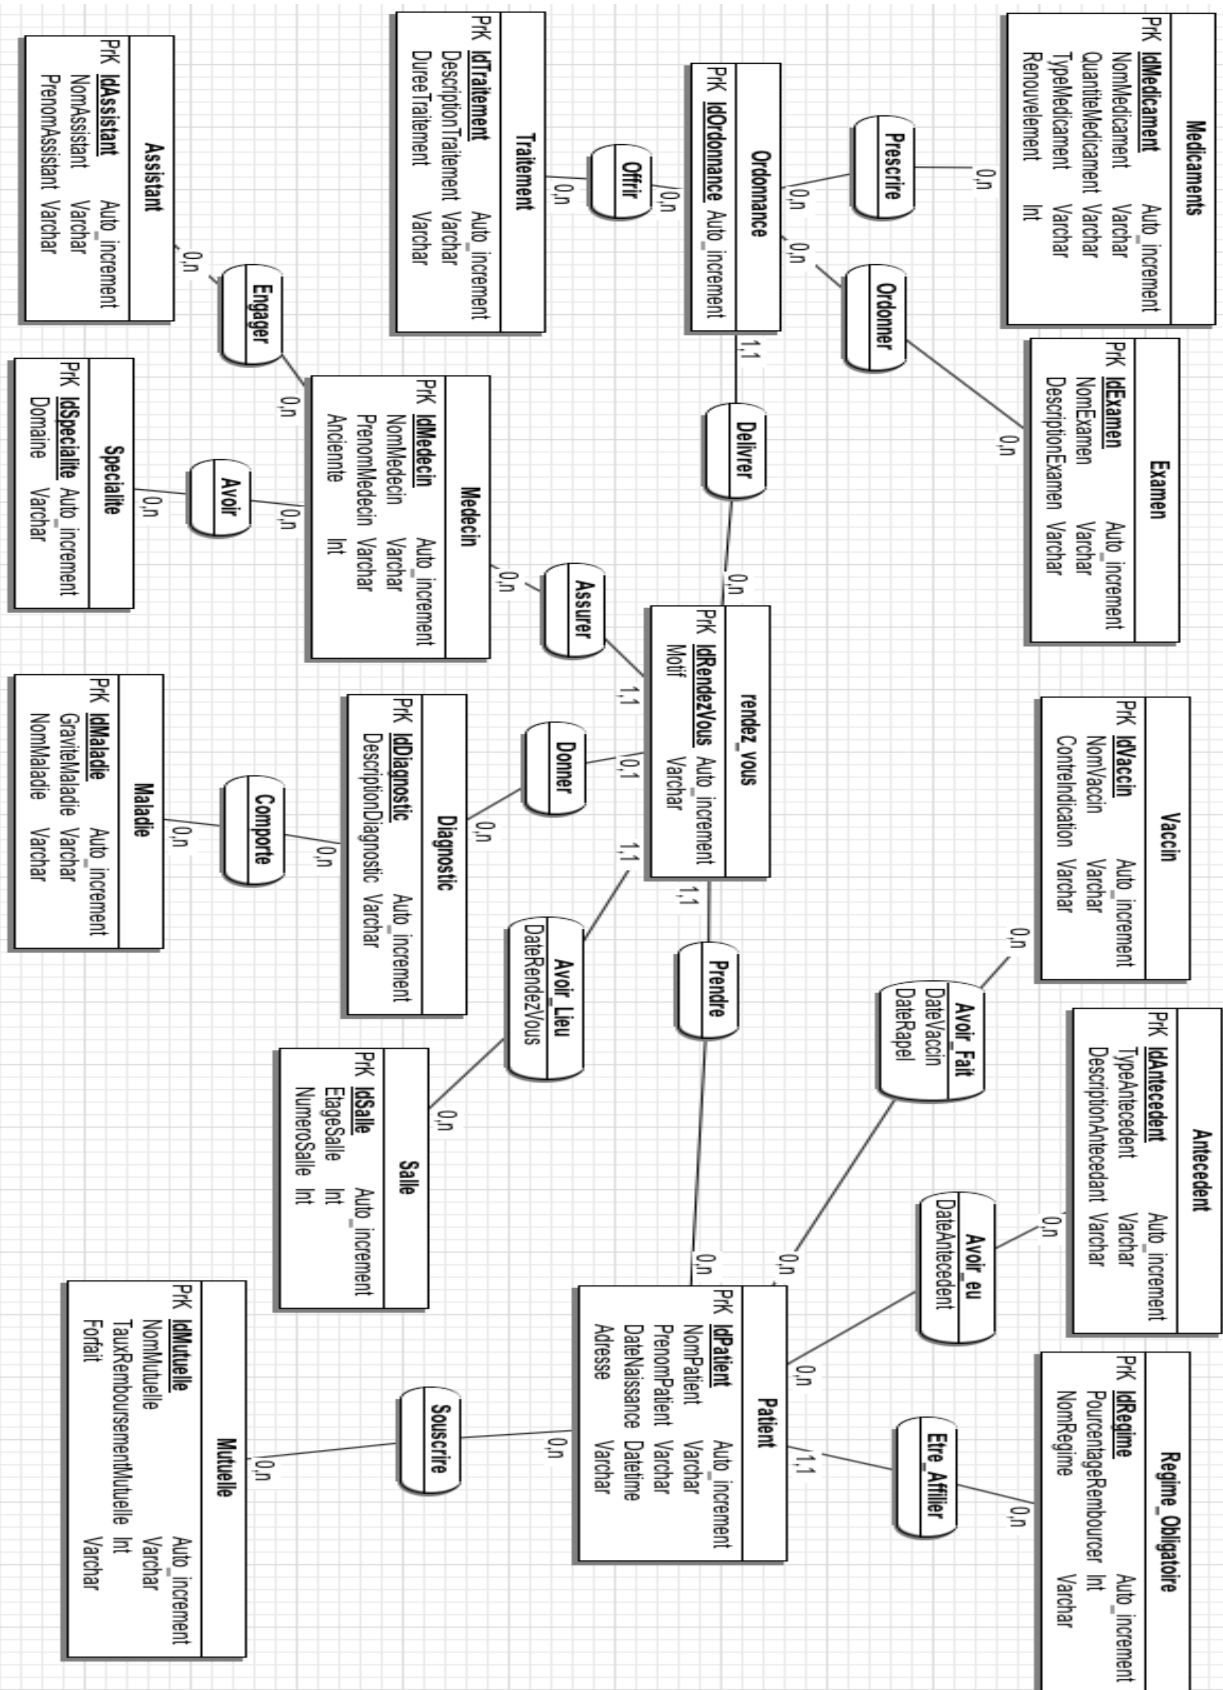 Medicaments
PrK IdMedicament Auto_increment
NomMedicament Varchar
QuantiteMedicament Varchar
TypeMedicament Varchar
Renouvelement Int
0,n
Prescrire
0,n
Examen
PrK IdExamen Auto_increment
NomExamen Varchar
DescriptionExamen Varchar
0,n
Ordonner
0,n
Ordonnance
PrK IdOrdonnance Auto_increment
0,n
Offrir
0,n
Traitement
PrK IdTraitement Auto_increment
DescriptionTraitement Varchar
DureeTraitement Varchar
1,1
Delivrer
0,n
Vaccin
PrK IdVaccin Auto_increment
NomVaccin Varchar
ContreIndication Varchar
0,n
Avoir_Fait
DateVaccin
DateRapel
0,n
Antecedent
PrK IdAntecedent Auto_increment
TypeAntecedent Varchar
DescriptionAntecedant Varchar
0,n
Avoir_eu
DateAntecedent
0,n
Regime_Obligatoire
PrK IdRegime Auto_increment
PourcentageRembourcer Int
NomRegime Varchar
0,n
Etre_Affilier
1,1
rendez_vous
PrK IdRendezVous Auto_increment
Motif Varchar
1,1
Prendre
0,n
Patient
PrK IdPatient Auto_increment
NomPatient Varchar
PrenomPatient Varchar
DateNaissance Datetime
Adresse Varchar
1,1
Assurer
0,n
0,1
Donner
0,n
1,1
Avoir_Lieu
DateRendezVous
0,n
0,n
Souscrire
0,n
Medecin
PrK IdMedecin Auto_increment
NomMedecin Varchar
PrenomMedecin Varchar
Anciennte Int
Diagnostic
PrK IdDiagnostic Auto_increment
DescriptionDiagnostic Varchar
Salle
PrK IdSalle Auto_increment
EtageSalle Int
NumeroSalle Int
0,n
Engager
0,n
0,n
Avoir
0,n
0,n
Comporte
0,n
Mutuelle
PrK IdMutuelle Auto_increment
NomMutuelle Varchar
TauxRemboursementMutuelle Int
Forfait Varchar
Assistant
PrK IdAssistant Auto_increment
NomAssistant Varchar
PrenomAssistant Varchar
Specialite
PrK IdSpecialite Auto_increment
Domaine Varchar
Maladie
PrK IdMaladie Auto_increment
GraviteMaladie Varchar
NomMaladie Varchar